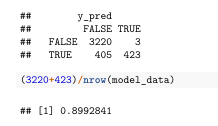 ##        y_pred
##         FALSE TRUE
##   FALSE  3220    3
##   TRUE    405  423
(3220+423)/nrow(model_data)
## [1] 0.8992841